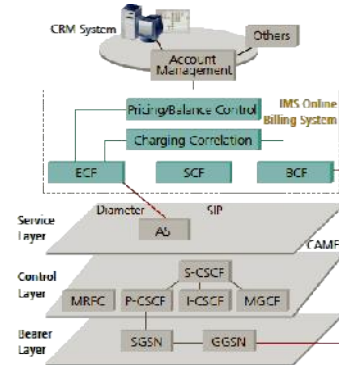 CRM System
Others
Account
Management
Pricing/Balance Control
IMS Online
Billing System
Charging Correlation
ECF
SCF
BCF
Diameter
SIP
Service
Layer
AS
CAME
S-CSCF
Control
Layer
MRFC
P-CSCF
I-CSCF
MGCF
Bearer
Layer
SGSN
GGSN